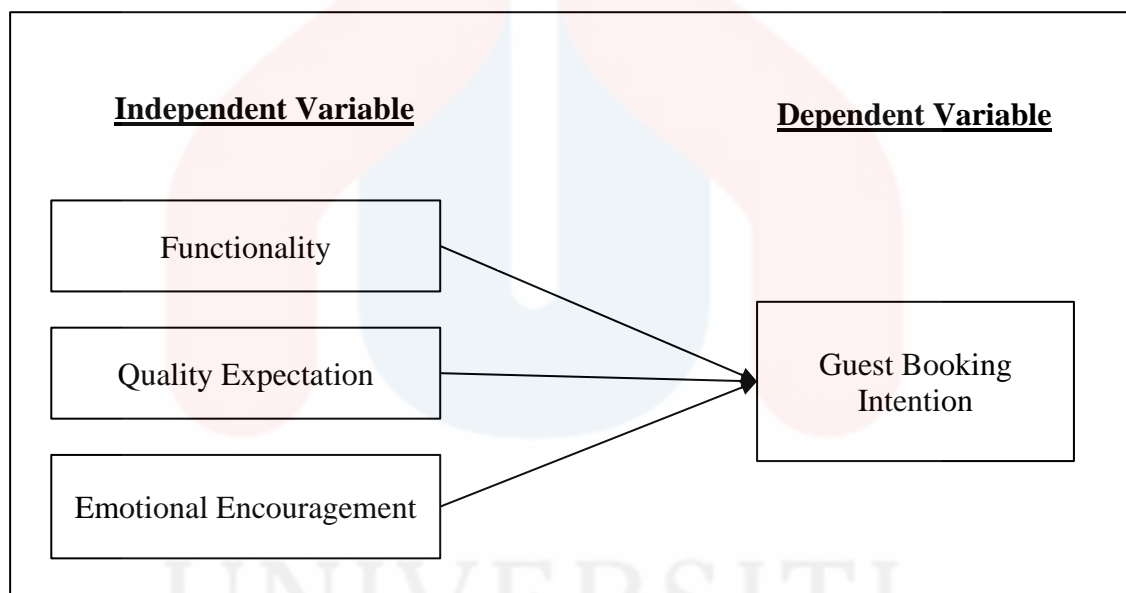 Independent Variable
Dependent Variable
Functionality
Quality Expectation
Emotional Encouragement
Guest Booking
Intention
UNIVERSITI